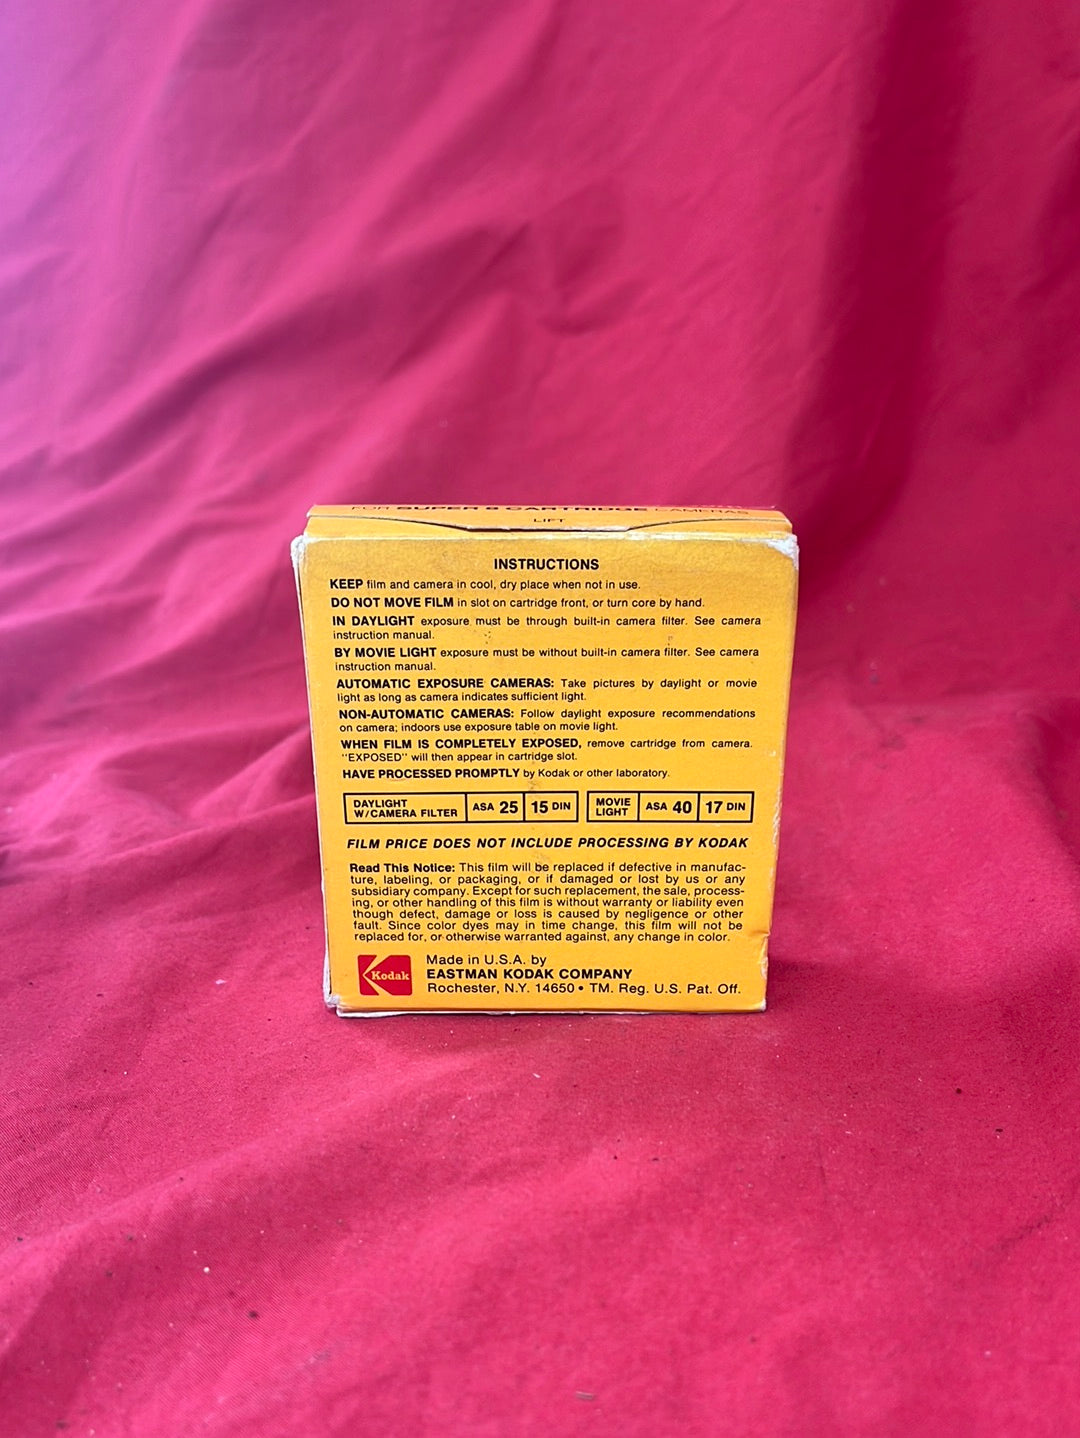 FOR SUPER 8 CARTRIDGE CAMERAS
LIFT
INSTRUCTIONS
KEEP film and camera in cool, dry place when not in use.
DO NOT MOVE FILM in slot on cartridge front, or turn core by hand.
IN DAYLIGHT exposure must be through built-in camera filter. See camera
instruction manual.
BY MOVIE LIGHT exposure must be without built-in camera filter. See camera
instruction manual.
AUTOMATIC EXPOSURE CAMERAS: Take pictures by daylight or movie
light as long as camera indicates sufficient light.
NON-AUTOMATIC CAMERAS: Follow daylight exposure recommendations
on camera; indoors use exposure table on movie light.
WHEN FILM IS COMPLETELY EXPOSED, remove cartridge from camera.
"EXPOSED" will then appear in cartridge slot.
HAVE PROCESSED PROMPTLY by Kodak or other laboratory.
DAYLIGHT
W/CAMERA FILTER ASA 25 15 DIN
MOVIE
LIGHT ASA 40 17 DIN
FILM PRICE DOES NOT INCLUDE PROCESSING BY KODAK
Read This Notice: This film will be replaced if defective in manufac-
ture, labeling, or packaging, or if damaged or lost by us or any
subsidiary company. Except for such replacement, the sale, process-
ing, or other handling of this film is without warranty or liability even
though defect, damage or loss is caused by negligence or other
fault. Since color dyes may in time change, this film will not be
replaced for, or otherwise warranted against, any change in color.
Kodak
Made in U.S.A. by
EASTMAN KODAK COMPANY
Rochester, N.Y. 14650 • TM. Reg. U.S. Pat. Off.